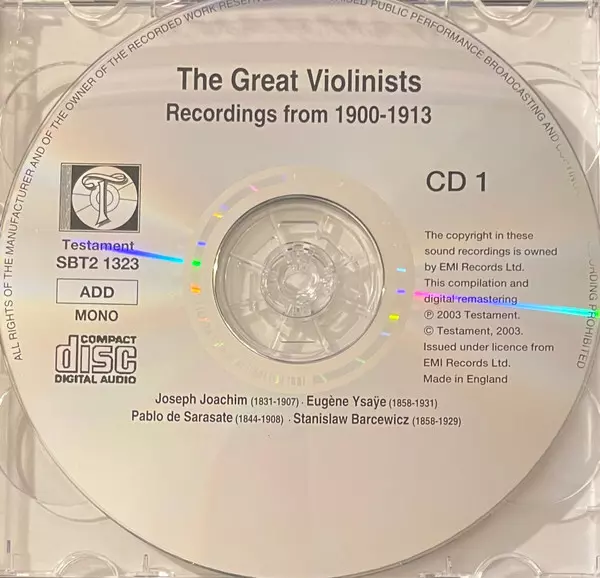 ALL RIGHTS OF THE MANUFACTURER AND OF THE OWNER OF THE RECORDED WORK RESERVED
PUBLIC PERFORMANCE BROADCASTING AND
PROHIBITED
The Great Violinists
Recordings from 1900-1913
CD 1
T
Testament
SBT2 1323
ADD
MONO
COMPACT
disc
DIGITAL AUDIO
The copyright in these
sound recordings is owned
by EMI Records Ltd.
This compilation and
digital remastering
℗ 2003 Testament.
© Testament, 2003.
Issued under licence from
EMI Records Ltd.
Made in England
Joseph Joachim (1831-1907) · Eugène Ysaÿe (1858-1931)
Pablo de Sarasate (1844-1908) · Stanislaw Barcewicz (1858-1929)